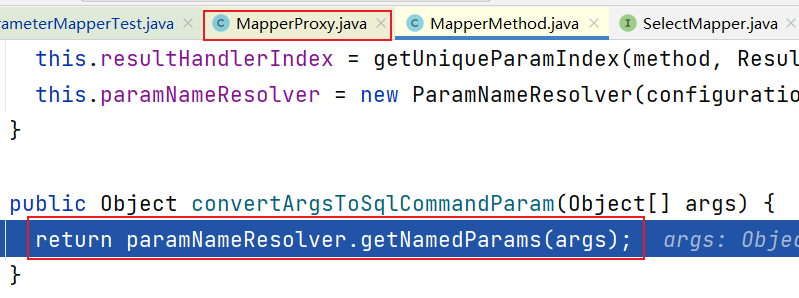 ParameterMapperTest.java × MapperProxy.java × MapperMethod.java × SelectMapper.java
this.resultHandlerIndex = getUniqueParamIndex(method, Resul
this.paramNameResolver = new ParamNameResolver(configuratio
}
public Object convertArgsToSqlCommandParam(Object[] args) {
return paramNameResolver.getNamedParams(args); args: Objec
}